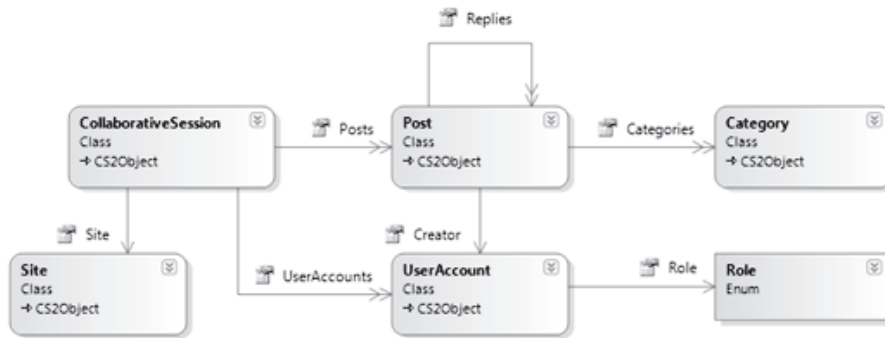 Replies
CollaborativeSession
Class
CS2Object
Posts
Post
Class
CS2Object
Categories
Category
Class
CS2Object
Site
Creator
Site
Class
CS2Object
UserAccounts
UserAccount
Class
CS2Object
Role
Role
Enum